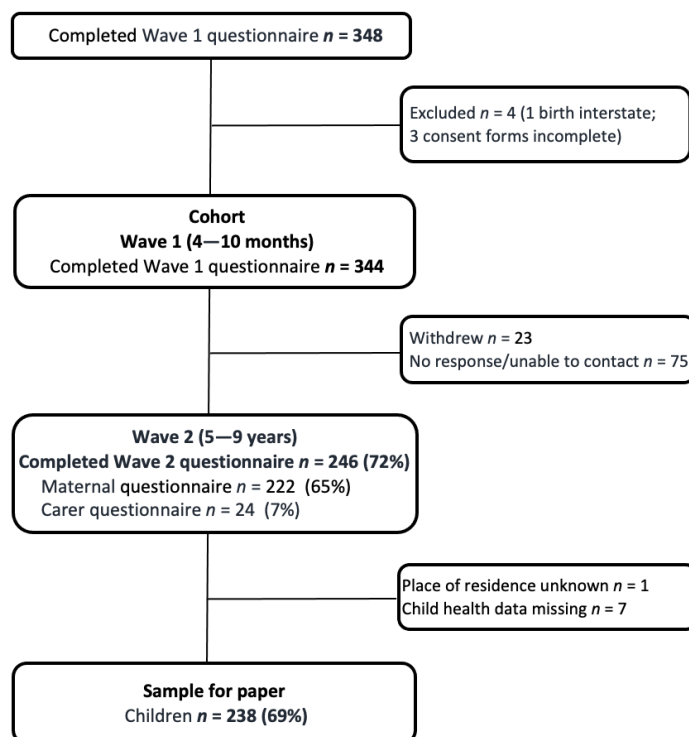 Completed Wave 1 questionnaire n = 348
Excluded n = 4 (1 birth interstate;
3 consent forms incomplete)
Cohort
Wave 1 (4—10 months)
Completed Wave 1 questionnaire n = 344
Withdrew n = 23
No response/unable to contact n = 75
Wave 2 (5—9 years)
Completed Wave 2 questionnaire n = 246 (72%)
Maternal questionnaire n = 222 (65%)
Carer questionnaire n = 24 (7%)
Place of residence unknown n = 1
Child health data missing n = 7
Sample for paper
Children n = 238 (69%)